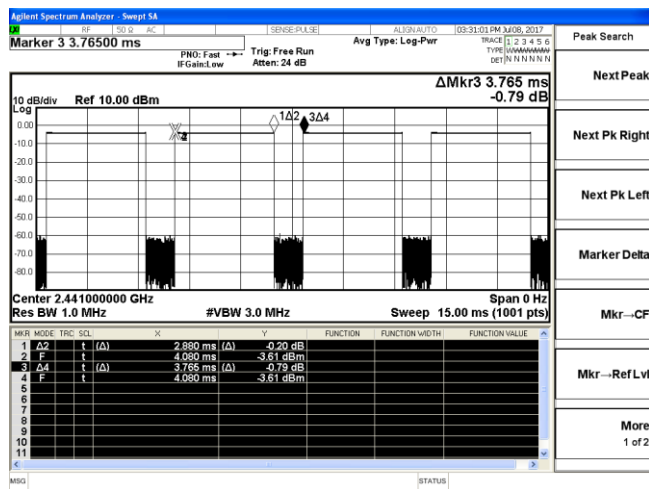 Agilent Spectrum Analyzer - Swept SA
RF 50 Ω AC SENSE:PULSE ALIGN AUTO 03:31:01 PM Jul 08, 2017
Marker 3 3.76500 ms
PNO: Fast
IFGain:Low
Trig: Free Run
Atten: 24 dB
Avg Type: Log-Pwr
TRACE 1 2 3 4 5 6
TYPE
DET N N N N N N
Peak Search
Next Peak
Next Pk Right
Next Pk Left
Marker Delta
Mkr→CF
Mkr→Ref Lvl
More
1 of 2
ΔMkr3 3.765 ms
-0.79 dB
10 dB/div Ref 10.00 dBm
Log
1Δ2 3Δ4
0.00
-10.0
-20.0
-30.0
-40.0
-50.0
-60.0
-70.0
-80.0
Center 2.441000000 GHz Span 0 Hz
Res BW 1.0 MHz #VBW 3.0 MHz Sweep 15.00 ms (1001 pts)
MKR MODE TRC SCL X Y FUNCTION FUNCTION WIDTH FUNCTION VALUE
1 Δ2 t (Δ) 2.880 ms (Δ) -0.20 dB
2 F t 4.080 ms -3.61 dBm
3 Δ4 t (Δ) 3.765 ms (Δ) -0.79 dB
4 F t 4.080 ms -3.61 dBm
5
6
7
8
9
10
11
MSG STATUS